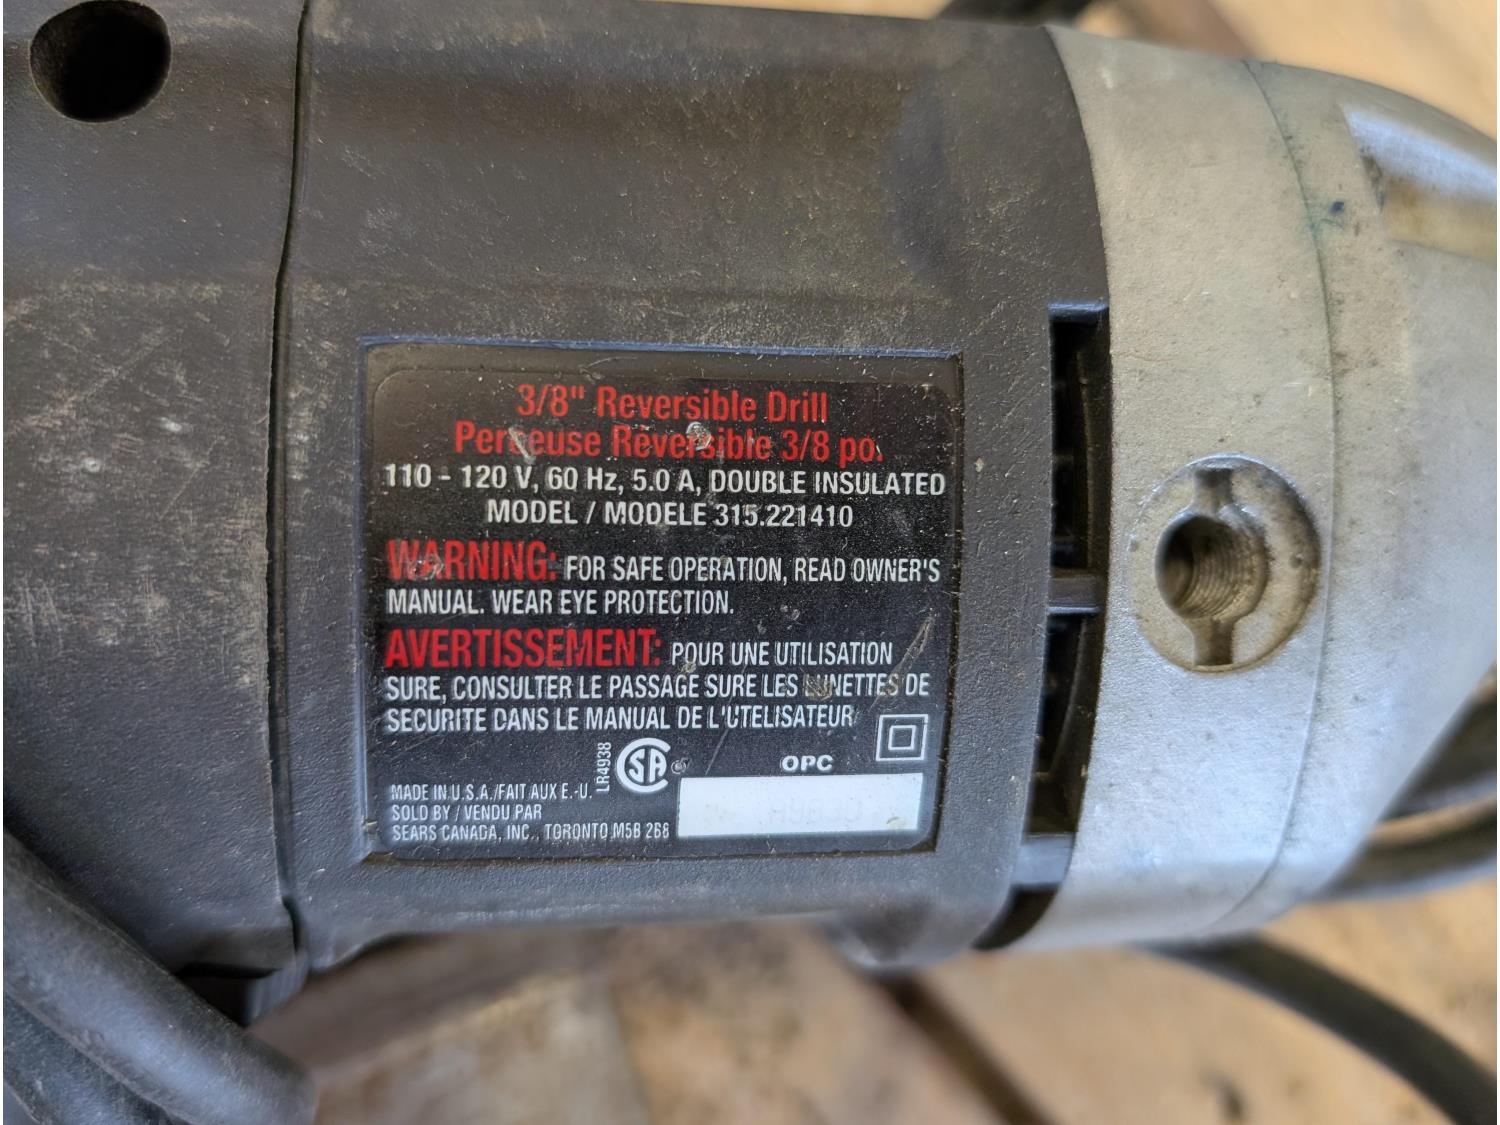 3/8" Reversible Drill
Perceuse Reversible 3/8 po.
110 - 120 V, 60 Hz, 5.0 A, DOUBLE INSULATED
MODEL / MODELE 315.221410
WARNING: FOR SAFE OPERATION, READ OWNER'S
MANUAL. WEAR EYE PROTECTION.
AVERTISSEMENT: POUR UNE UTILISATION
SURE, CONSULTER LE PASSAGE SURE LES LUNETTES DE
SECURITE DANS LE MANUAL DE L'UTELISATEUR
LR4938
CSA
OPC
MADE IN U.S.A./FAIT AUX E.-U.
SOLD BY / VENDU PAR
SEARS CANADA, INC., TORONTO M5B 2B8